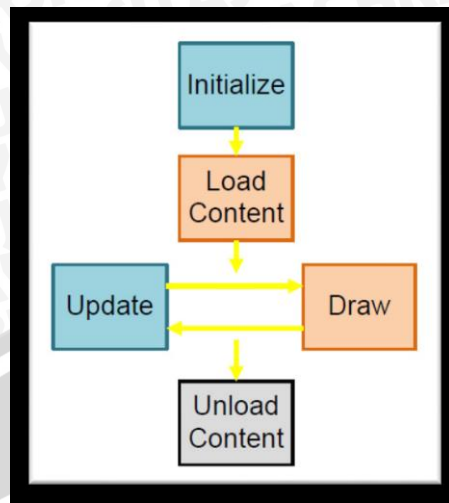 Initialize
Load
Content
Update
Draw
Unload
Content